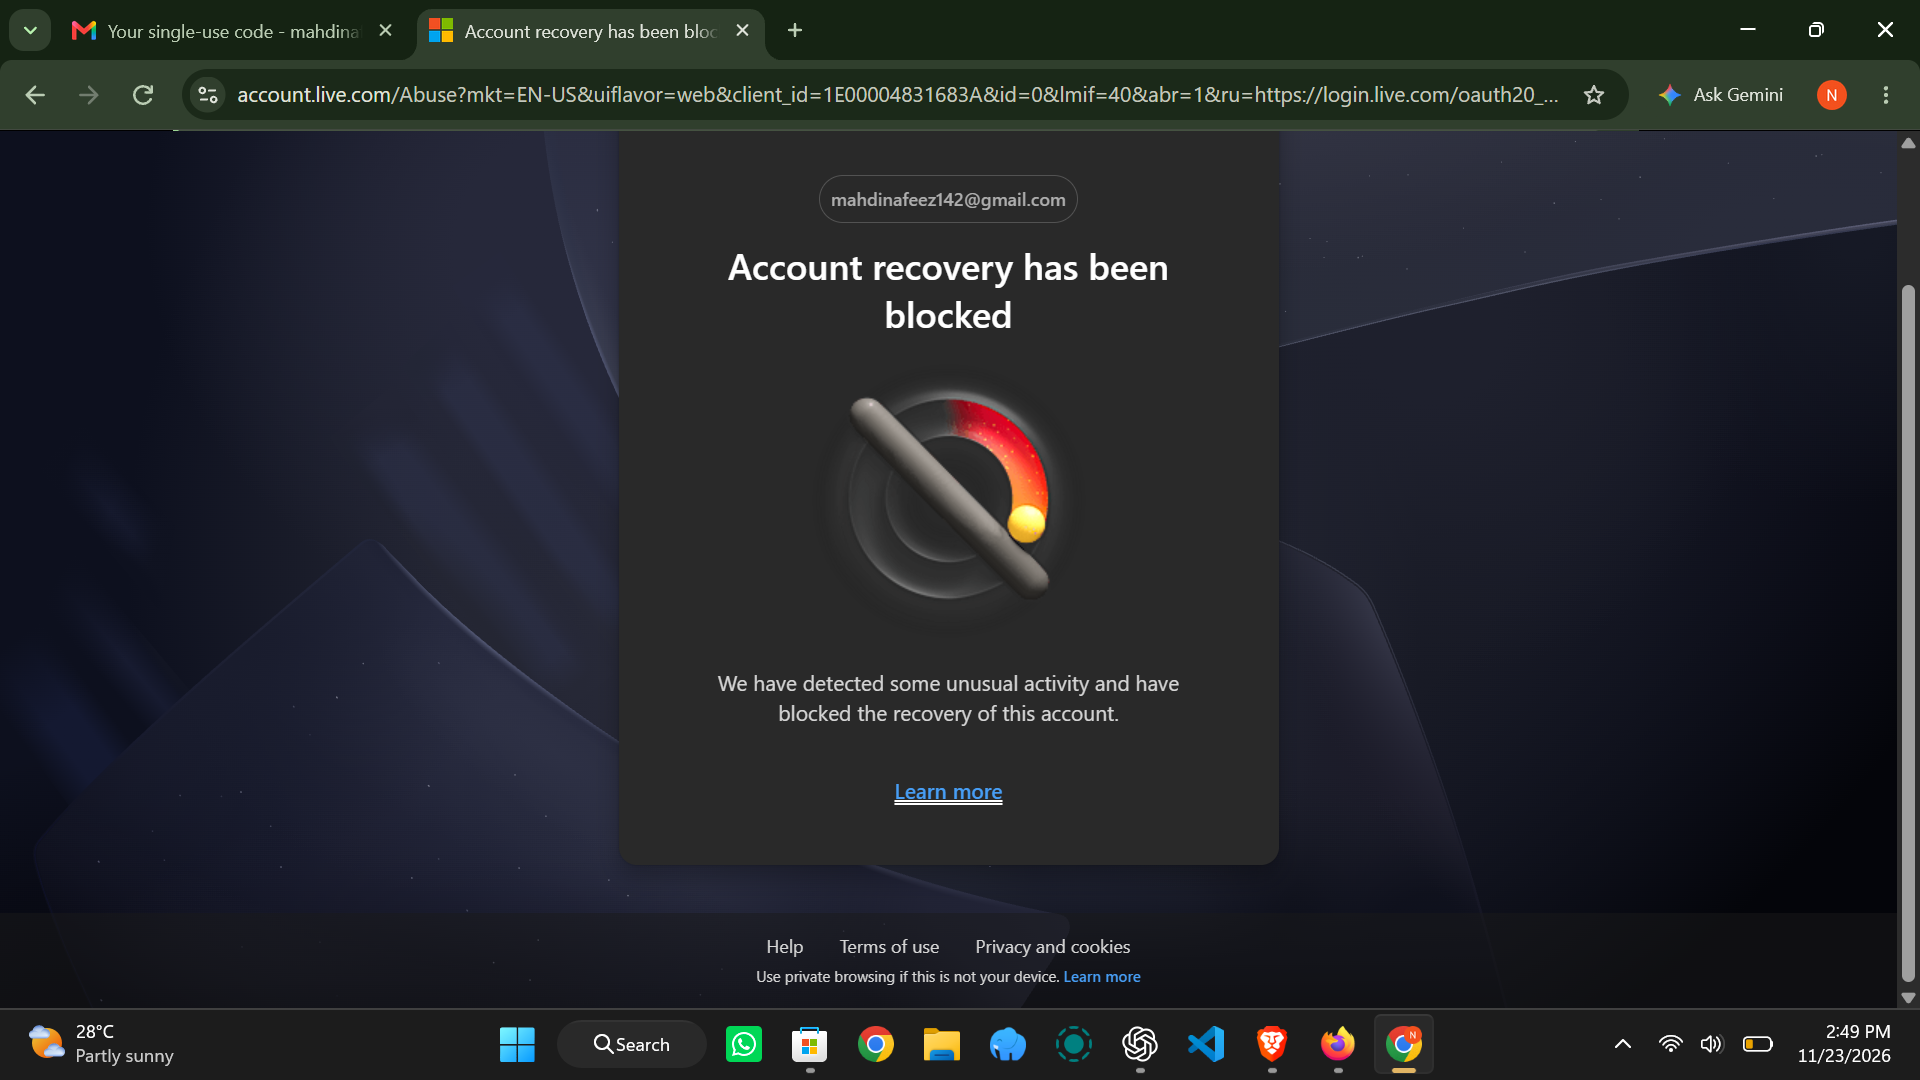 Your single-use code - mahdina
Account recovery has been bloc
account.live.com/Abuse?mkt=EN-US&uiflavor=web&client_id=1E00004831683A&id=0&lmif=40&abr=1&ru=https://login.live.com/oauth20_...
Ask Gemini
N
mahdinafeez142@gmail.com
Account recovery has been
blocked
We have detected some unusual activity and have
blocked the recovery of this account.
Learn more
Help Terms of use Privacy and cookies
Use private browsing if this is not your device. Learn more
28°C
Partly sunny
Search
N
2:49 PM
11/23/2026